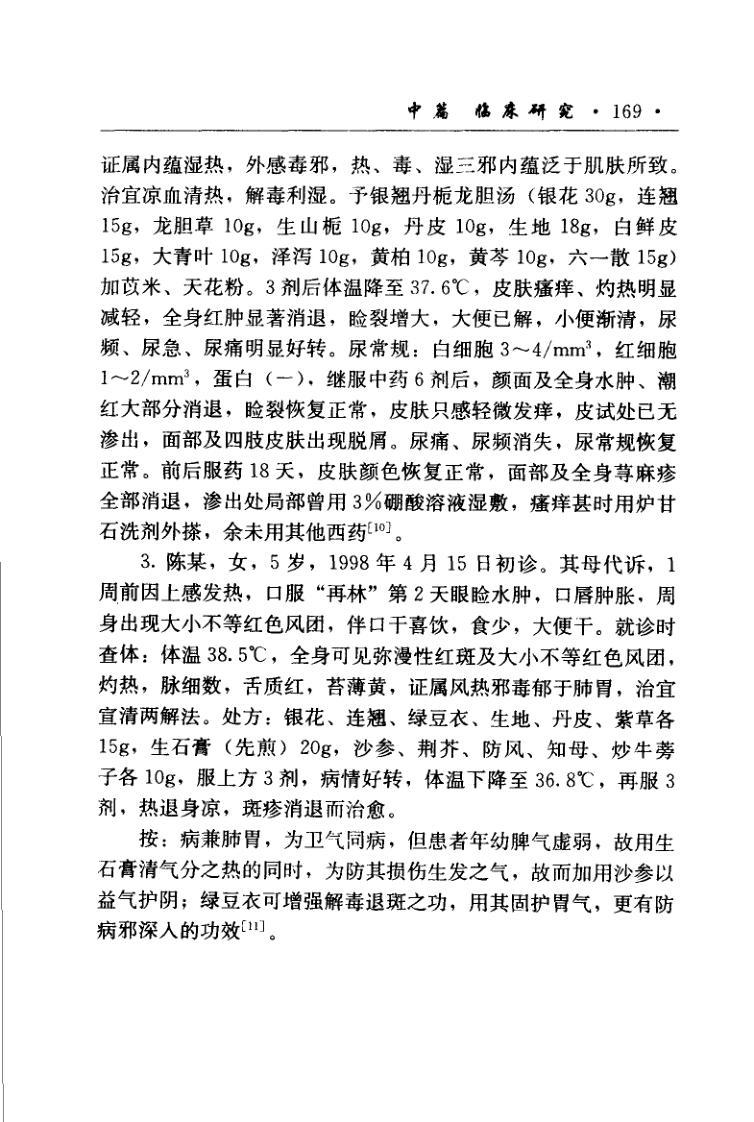 中篇 临床研究 · 169 ·
证属内蕴湿热，外感毒邪，热、毒、湿三邪内蕴泛于肌肤所致。
治宜凉血清热，解毒利湿。予银翘丹栀龙胆汤（银花 30g，连翘
15g，龙胆草 10g，生山栀 10g，丹皮 10g，生地 18g，白鲜皮
15g，大青叶 10g，泽泻 10g，黄柏 10g，黄芩 10g，六一散 15g）
加苡米、天花粉。3 剂后体温降至 37.6℃，皮肤瘙痒、灼热明显
减轻，全身红肿显著消退，睑裂增大，大便已解，小便渐清，尿
频、尿急、尿痛明显好转。尿常规：白细胞 3～4/mm³，红细胞
1～2/mm³，蛋白（－），继服中药 6 剂后，颜面及全身水肿、潮
红大部分消退，睑裂恢复正常，皮肤只感轻微发痒，皮试处已无
渗出，面部及四肢皮肤出现脱屑。尿痛、尿频消失，尿常规恢复
正常。前后服药 18 天，皮肤颜色恢复正常，面部及全身荨麻疹
全部消退，渗出处局部曾用 3%硼酸溶液湿敷，瘙痒甚时用炉甘
石洗剂外搽，余未用其他西药[10]。
3. 陈某，女，5 岁，1998 年 4 月 15 日初诊。其母代诉，1
周前因上感发热，口服“再林”第 2 天眼睑水肿，口唇肿胀，周
身出现大小不等红色风团，伴口干喜饮，食少，大便干。就诊时
查体：体温 38.5℃，全身可见弥漫性红斑及大小不等红色风团，
灼热，脉细数，舌质红，苔薄黄，证属风热邪毒郁于肺胃，治宜
宣清两解法。处方：银花、连翘、绿豆衣、生地、丹皮、紫草各
15g，生石膏（先煎）20g，沙参、荆芥、防风、知母、炒牛蒡
子各 10g，服上方 3 剂，病情好转，体温下降至 36.8℃，再服 3
剂，热退身凉，斑疹消退而治愈。
按：病兼肺胃，为卫气同病，但患者年幼脾气虚弱，故用生
石膏清气分之热的同时，为防其损伤生发之气，故而加用沙参以
益气护阴；绿豆衣可增强解毒退斑之功，用其固护胃气，更有防
病邪深入的功效[11]。